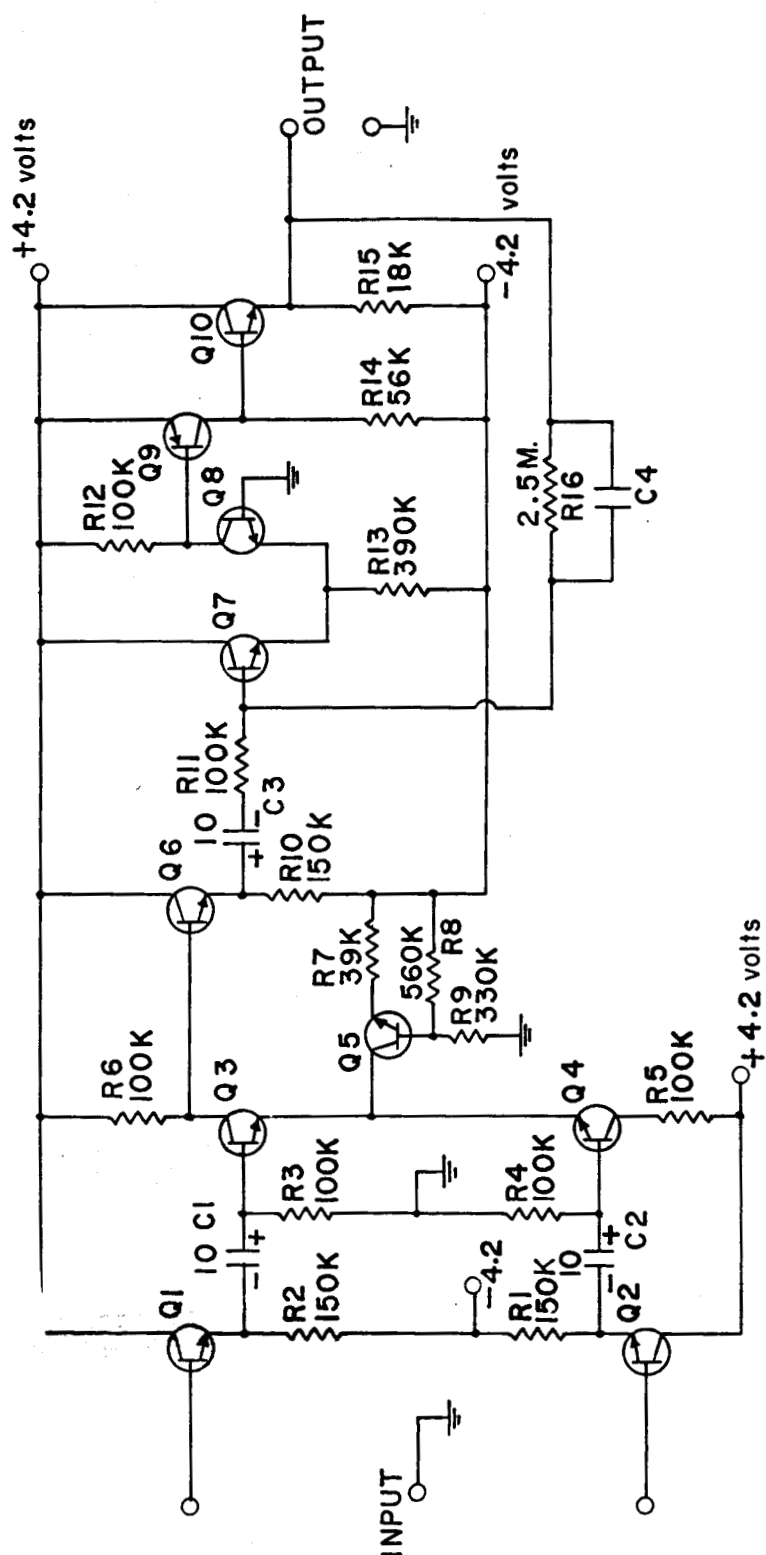 +4.2 volts
OUTPUT
Q10
R15
18K
-4.2 volts
R14
56K
Q9
R12
100K
Q8
R13
390K
2.5M.
R16
C4
Q7
R11
100K
10
+ -
C3
Q6
R10
150K
R7
39K
560K
R8
R9
330K
Q5
R6
100K
Q3
Q4
R5
100K
+4.2 volts
R3
100K
R4
100K
10 C1
- +
10
- +
C2
Q1
R2
150K
-4.2
R1
150K
Q2
INPUT